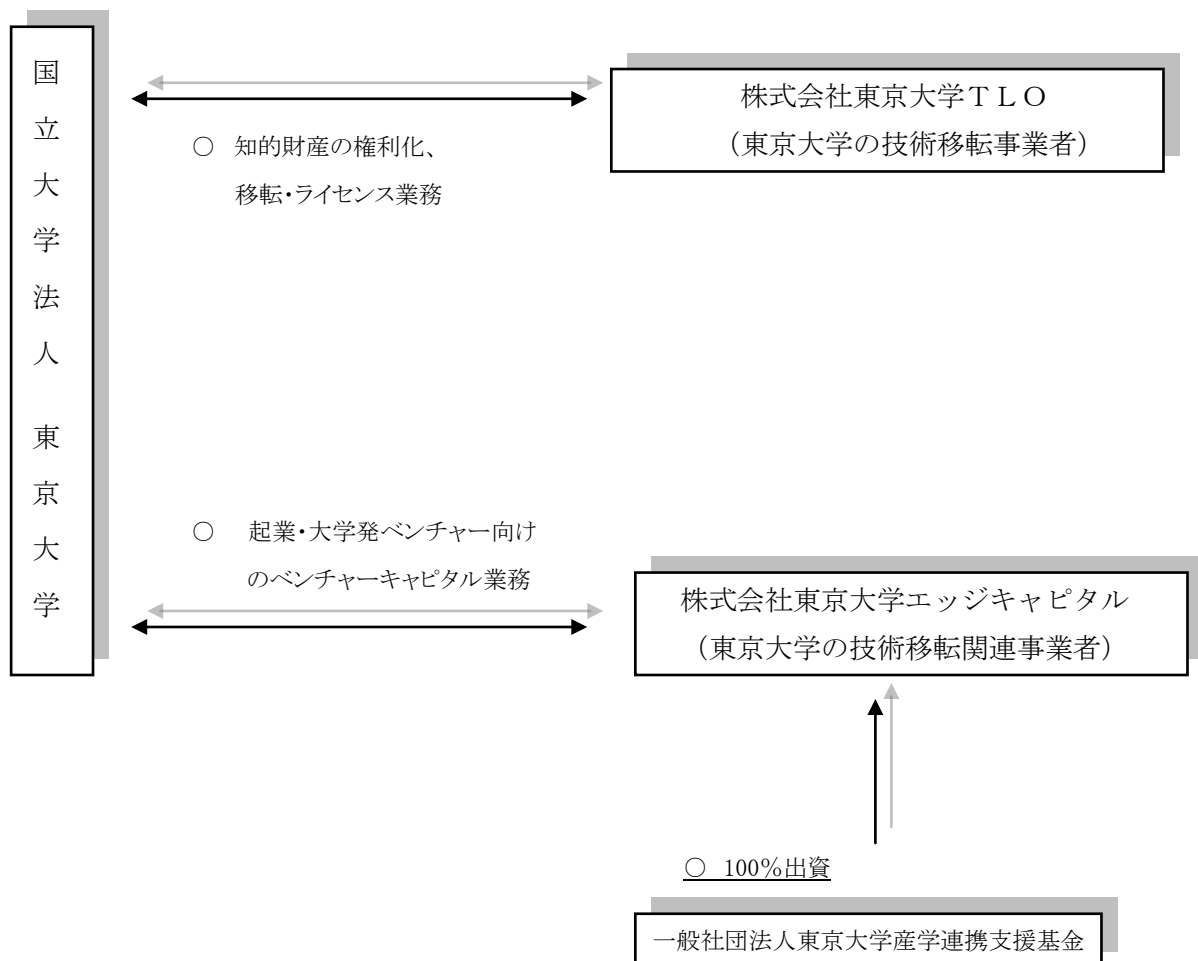 国立大学法人 東京大学
株式会社東京大学TLO
（東京大学の技術移転事業者）
○ 知的財産の権利化、
移転・ライセンス業務
○ 起業・大学発ベンチャー向け
のベンチャーキャピタル業務
株式会社東京大学エッジキャピタル
（東京大学の技術移転関連事業者）
○ 100％出資
一般社団法人東京大学産学連携支援基金